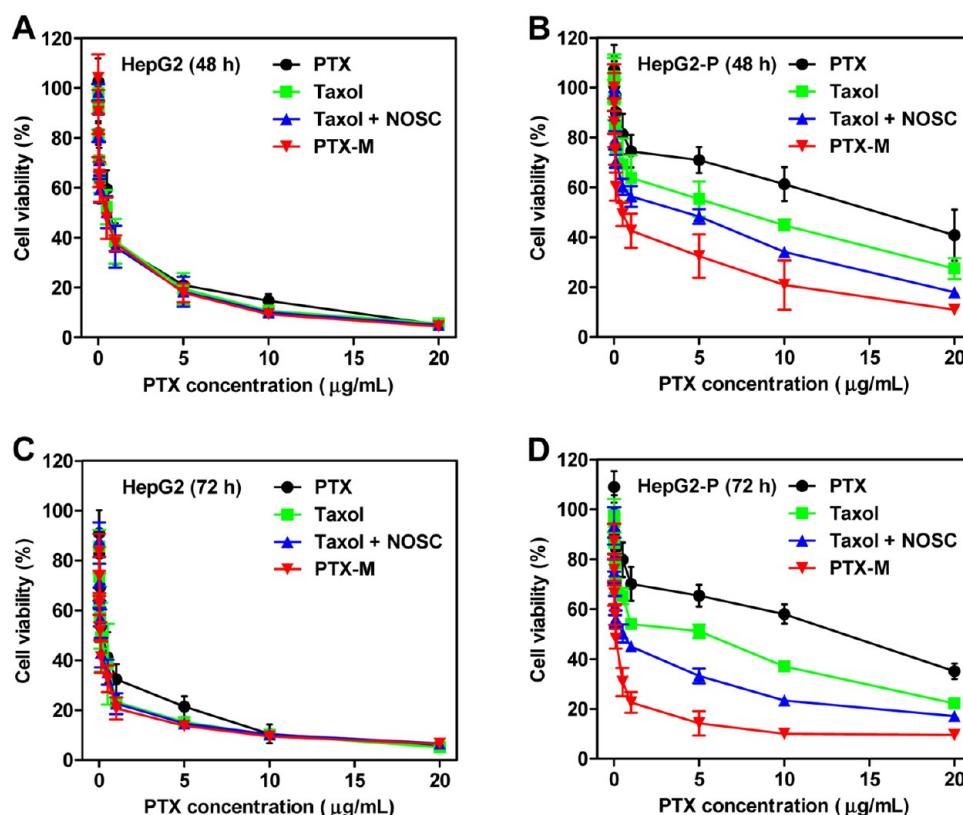 A
HepG2 (48 h)
PTX
Taxol
Taxol + NOSC
PTX-M
Cell viability (%)
120
100
80
60
40
20
0
0 5 10 15 20
PTX concentration ( μg/mL)
B
HepG2-P (48 h)
PTX
Taxol
Taxol + NOSC
PTX-M
Cell viability (%)
120
100
80
60
40
20
0
0 5 10 15 20
PTX concentration ( μg/mL)
C
HepG2 (72 h)
PTX
Taxol
Taxol + NOSC
PTX-M
Cell viability (%)
120
100
80
60
40
20
0
0 5 10 15 20
PTX concentration ( μg/mL)
D
HepG2-P (72 h)
PTX
Taxol
Taxol + NOSC
PTX-M
Cell viability (%)
120
100
80
60
40
20
0
0 5 10 15 20
PTX concentration ( μg/mL)